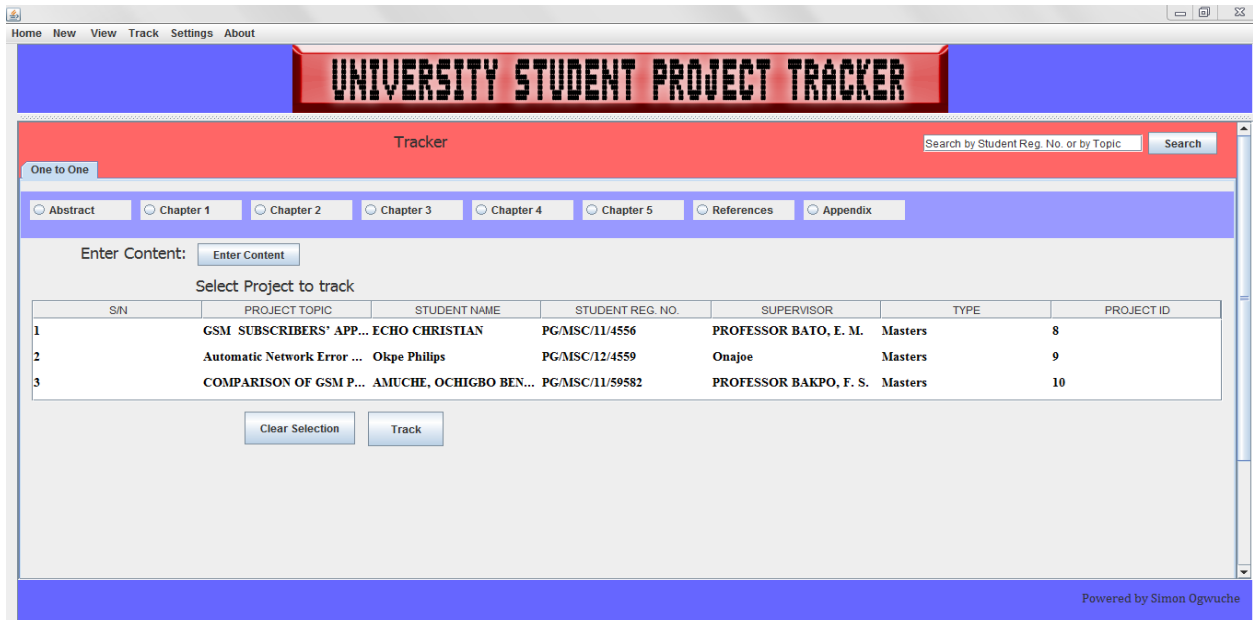 Home New View Track Settings About
UNIVERSITY STUDENT PROJECT TRACKER
Tracker
Search by Student Reg. No. or by Topic Search
One to One
Abstract Chapter 1 Chapter 2 Chapter 3 Chapter 4 Chapter 5 References Appendix
Enter Content: Enter Content
Select Project to track
S/N PROJECT TOPIC STUDENT NAME STUDENT REG. NO. SUPERVISOR TYPE PROJECT ID
1 GSM SUBSCRIBERS' APP... ECHO CHRISTIAN PG/MSC/11/4556 PROFESSOR BATO, E. M. Masters 8
2 Automatic Network Error ... Okpe Philips PG/MSC/12/4559 Onajoe Masters 9
3 COMPARISON OF GSM P... AMUCHE, OCHIGBO BEN... PG/MSC/11/59582 PROFESSOR BAKPO, F. S. Masters 10
Clear Selection Track
Powered by Simon Ogwuche